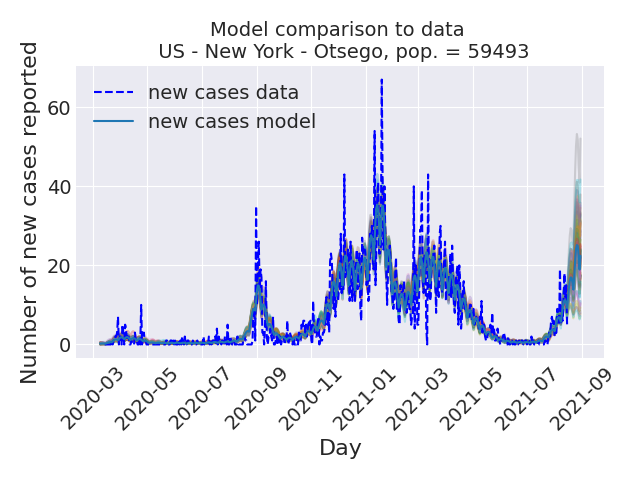 Model comparison to data
US - New York - Otsego, pop. = 59493
Number of new cases reported
60
40
20
0
new cases data
new cases model
2020-03
2020-05
2020-07
2020-09
2020-11
2021-01
2021-03
2021-05
2021-07
2021-09
Day